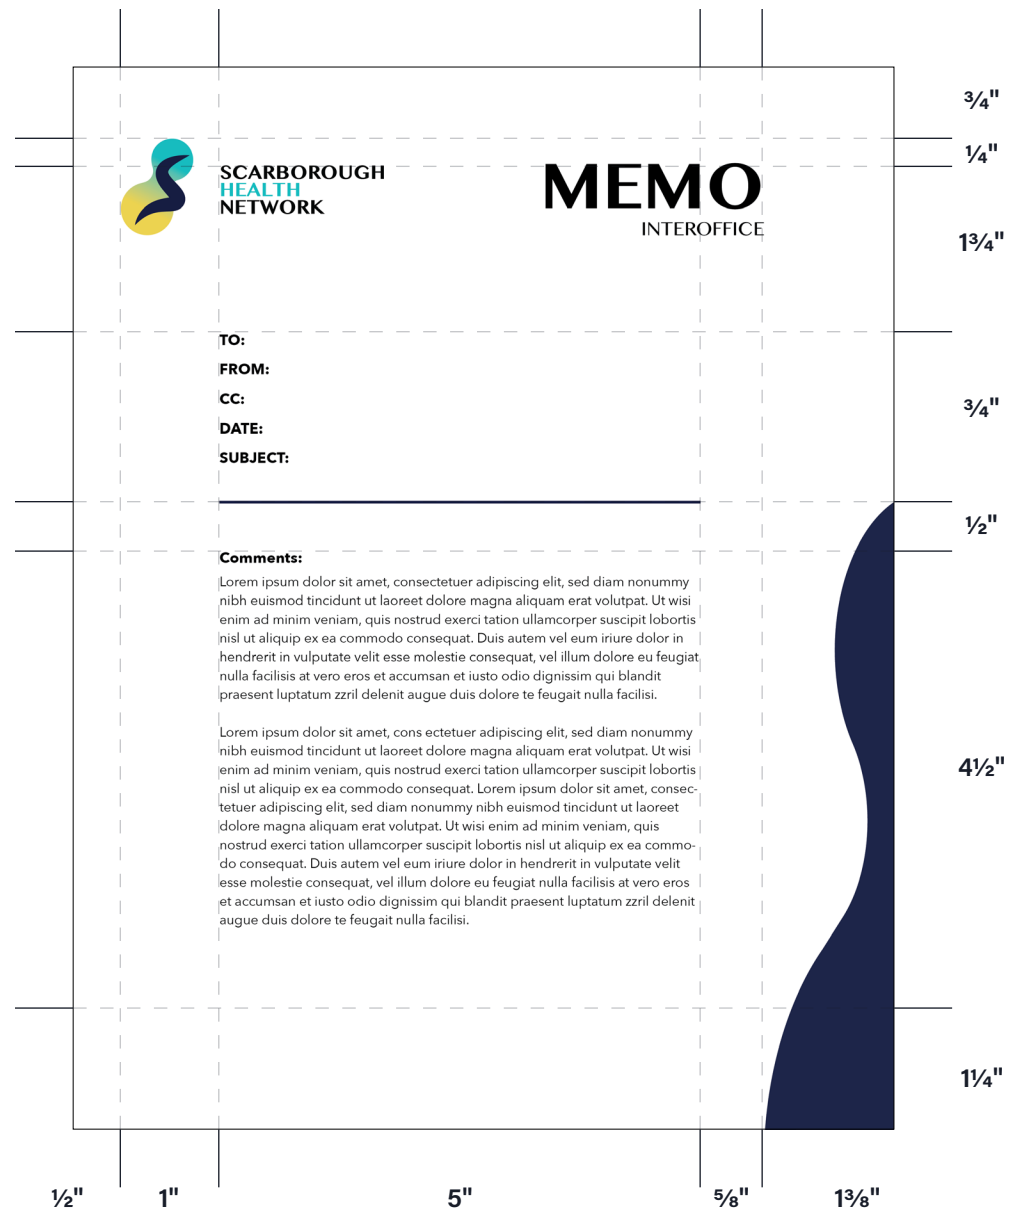 ¾"
¼"
SCARBOROUGH
HEALTH
NETWORK
MEMO
INTEROFFICE
1¾"
TO:
FROM:
CC:
DATE:
SUBJECT:
¾"
½"
Comments:
Lorem ipsum dolor sit amet, consectetuer adipiscing elit, sed diam nonummy
nibh euismod tincidunt ut laoreet dolore magna aliquam erat volutpat. Ut wisi
enim ad minim veniam, quis nostrud exerci tation ullamcorper suscipit lobortis
nisl ut aliquip ex ea commodo consequat. Duis autem vel eum iriure dolor in
hendrerit in vulputate velit esse molestie consequat, vel illum dolore eu feugiat
nulla facilisis at vero eros et accumsan et iusto odio dignissim qui blandit
praesent luptatum zzril delenit augue duis dolore te feugait nulla facilisi.
Lorem ipsum dolor sit amet, cons ectetuer adipiscing elit, sed diam nonummy
nibh euismod tincidunt ut laoreet dolore magna aliquam erat volutpat. Ut wisi
enim ad minim veniam, quis nostrud exerci tation ullamcorper suscipit lobortis
nisl ut aliquip ex ea commodo consequat. Lorem ipsum dolor sit amet, consec-
tetuer adipiscing elit, sed diam nonummy nibh euismod tincidunt ut laoreet
dolore magna aliquam erat volutpat. Ut wisi enim ad minim veniam, quis
nostrud exerci tation ullamcorper suscipit lobortis nisl ut aliquip ex ea commo-
do consequat. Duis autem vel eum iriure dolor in hendrerit in vulputate velit
esse molestie consequat, vel illum dolore eu feugiat nulla facilisis at vero eros
et accumsan et iusto odio dignissim qui blandit praesent luptatum zzril delenit
augue duis dolore te feugait nulla facilisi.
4½"
1¼"
½" 1" 5" ⅝" 1⅜"